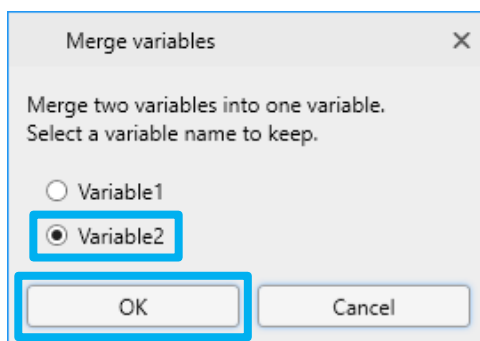 Merge variables
Merge two variables into one variable.
Select a variable name to keep.
Variable1
Variable2
OK
Cancel